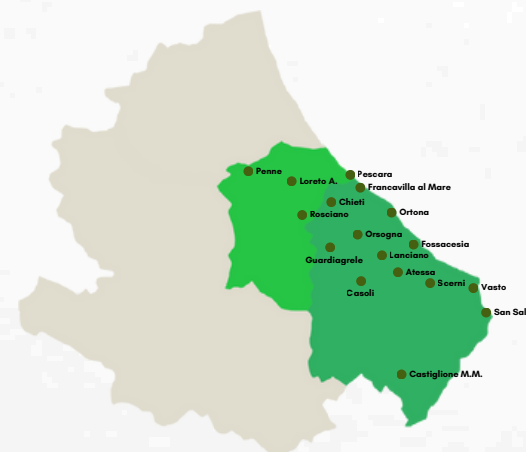 Penne
Pescara
Loreto A.
Francavilla al Mare
Chieti
Rosciano
Ortona
Orsogna
Fossacesia
Guardiagrele
Lanciano
Atessa
Casoli
Scerni
Vasto
San Sal
Castiglione M.M.